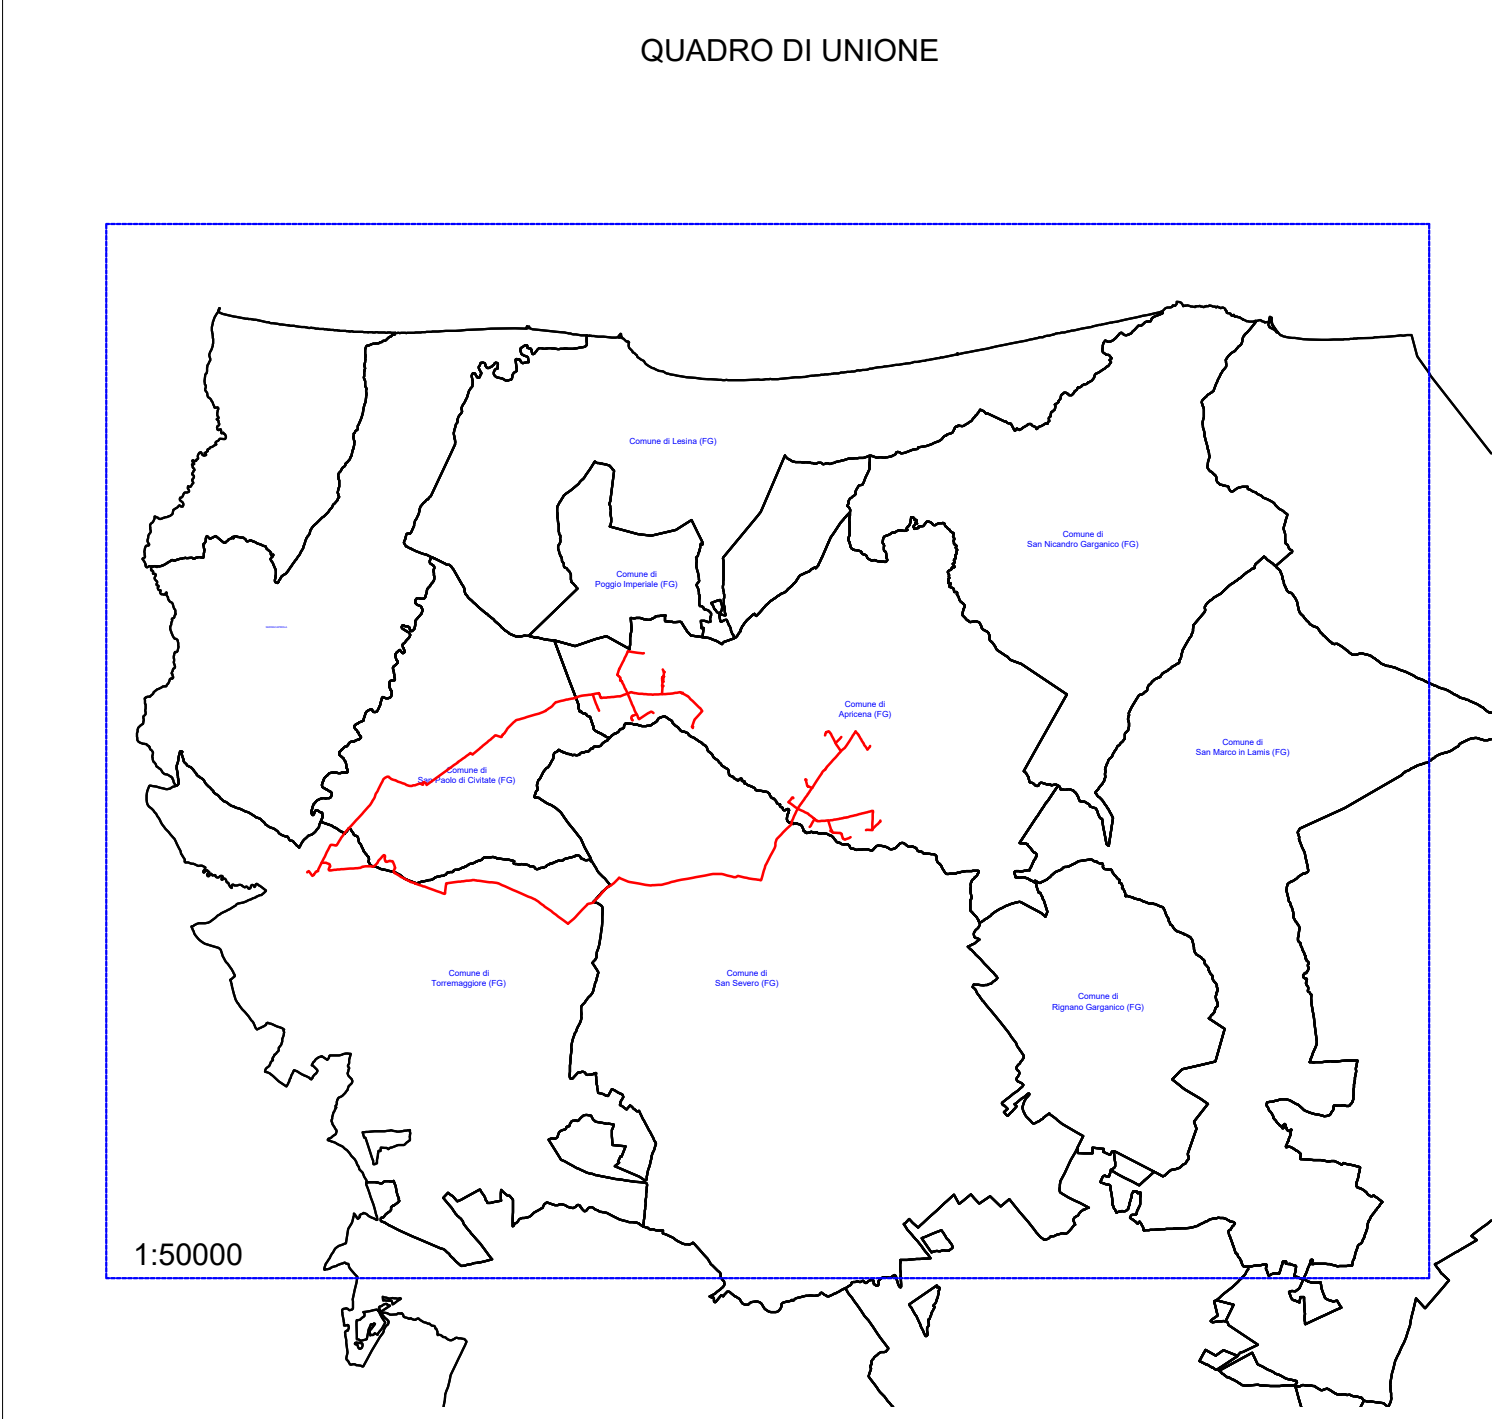 QUADRO DI UNIONE
Comune di Lesina (FG)
Comune di
San Nicandro Garganico (FG)
Comune di
Poggio Imperiale (FG)
Comune di
Apricena (FG)
Comune di
San Marco in Lamis (FG)
Comune di
San Paolo di Civitate (FG)
Comune di
Torremaggiore (FG)
Comune di
San Severo (FG)
Comune di
Rignano Garganico (FG)
1:50000